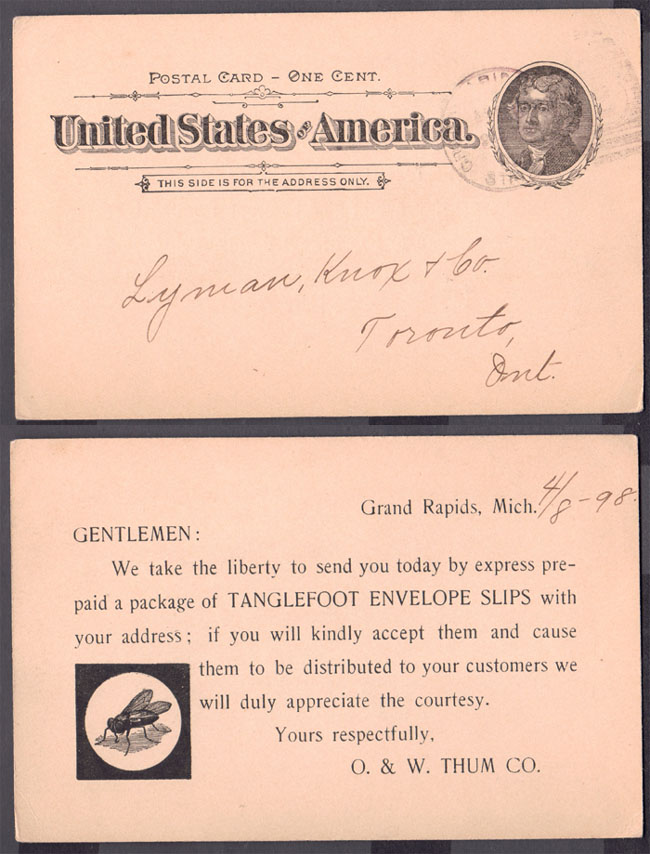 POSTAL CARD – ONE CENT.
United States of America.
THIS SIDE IS FOR THE ADDRESS ONLY.
Lyman, Knox & Co.
Toronto,
Ont.
Grand Rapids, Mich. 4/8-98.
GENTLEMEN:
We take the liberty to send you today by express pre-
paid a package of TANGLEFOOT ENVELOPE SLIPS with
your address; if you will kindly accept them and cause
them to be distributed to your customers we
will duly appreciate the courtesy.
Yours respectfully,
O. & W. THUM CO.